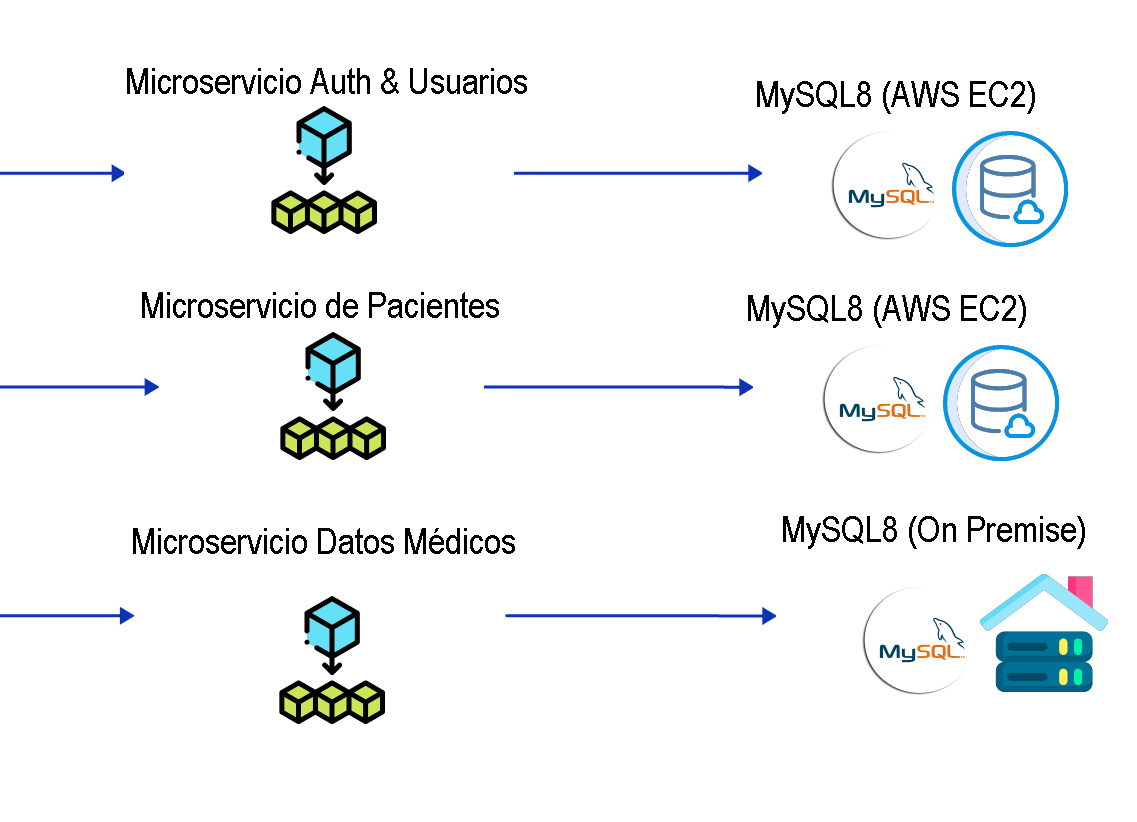 Microservicio Auth & Usuarios
MySQL8 (AWS EC2)
MySQL
Microservicio de Pacientes
MySQL8 (AWS EC2)
MySQL
Microservicio Datos Médicos
MySQL8 (On Premise)
MySQL